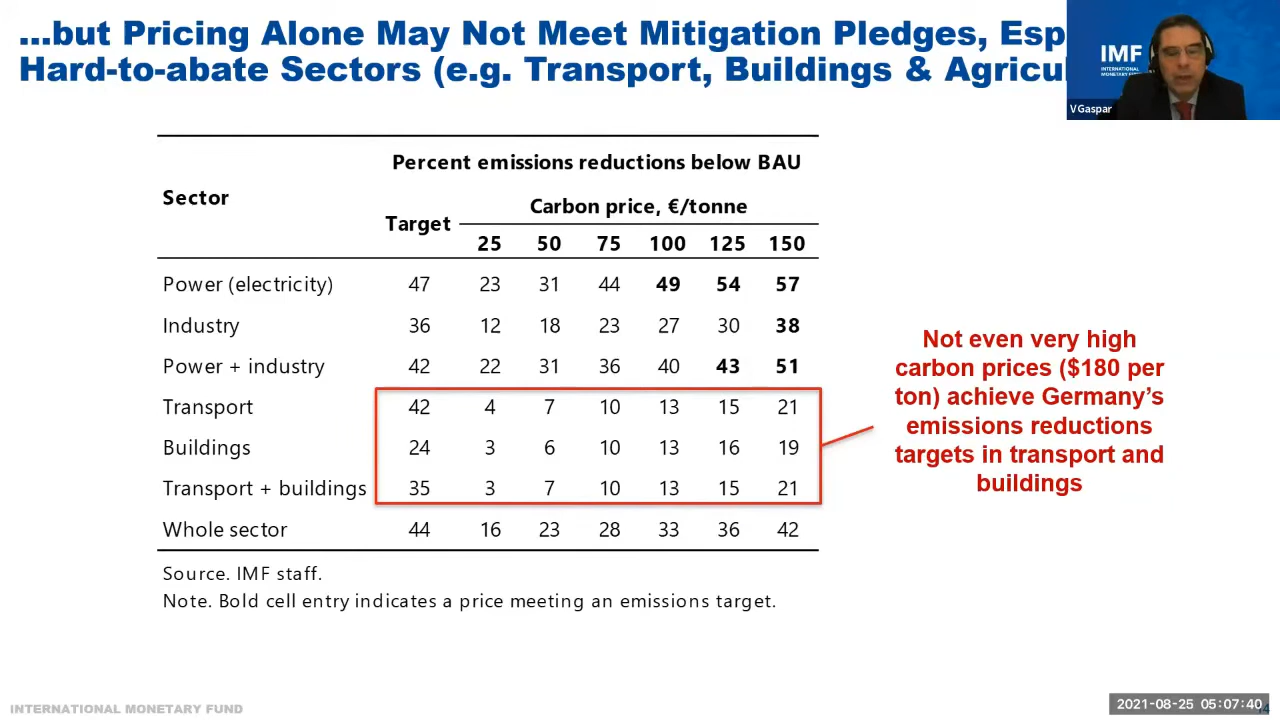 ...but Pricing Alone May Not Meet Mitigation Pledges, Esp
Hard-to-abate Sectors (e.g. Transport, Buildings & Agricul
IMF
INTERNATIONAL
MONETARY
V Gaspar
Percent emissions reductions below BAU
Sector
Target
Carbon price, €/tonne
25 50 75 100 125 150
Power (electricity) 47 23 31 44 49 54 57
Industry 36 12 18 23 27 30 38
Power + industry 42 22 31 36 40 43 51
Transport 42 4 7 10 13 15 21
Buildings 24 3 6 10 13 16 19
Transport + buildings 35 3 7 10 13 15 21
Whole sector 44 16 23 28 33 36 42
Source. IMF staff.
Note. Bold cell entry indicates a price meeting an emissions target.
Not even very high
carbon prices ($180 per
ton) achieve Germany's
emissions reductions
targets in transport and
buildings
INTERNATIONAL MONETARY FUND
2021-08-25 05:07:40